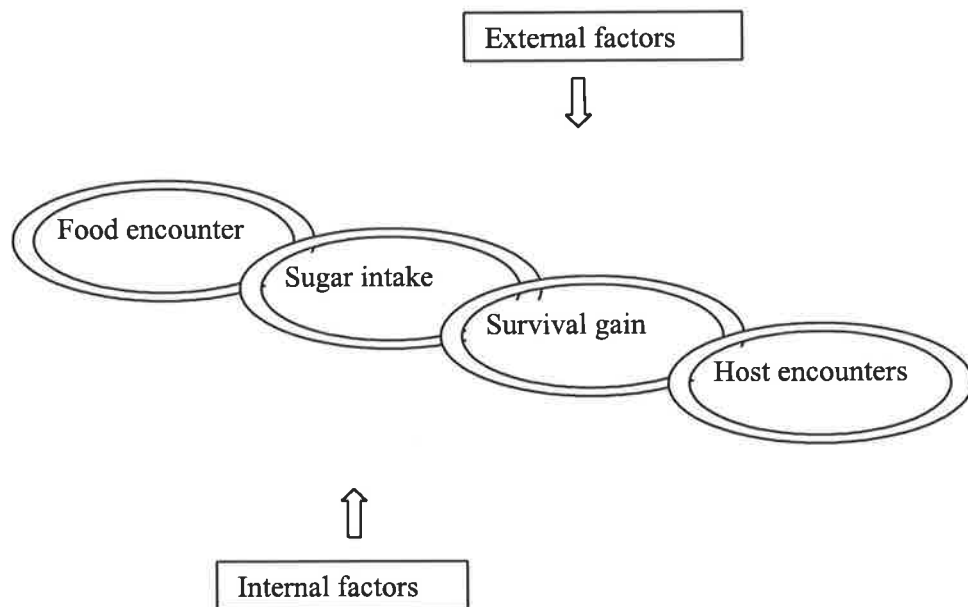 External factors
Food encounter
Sugar intake
Survival gain
Host encounters
Internal factors